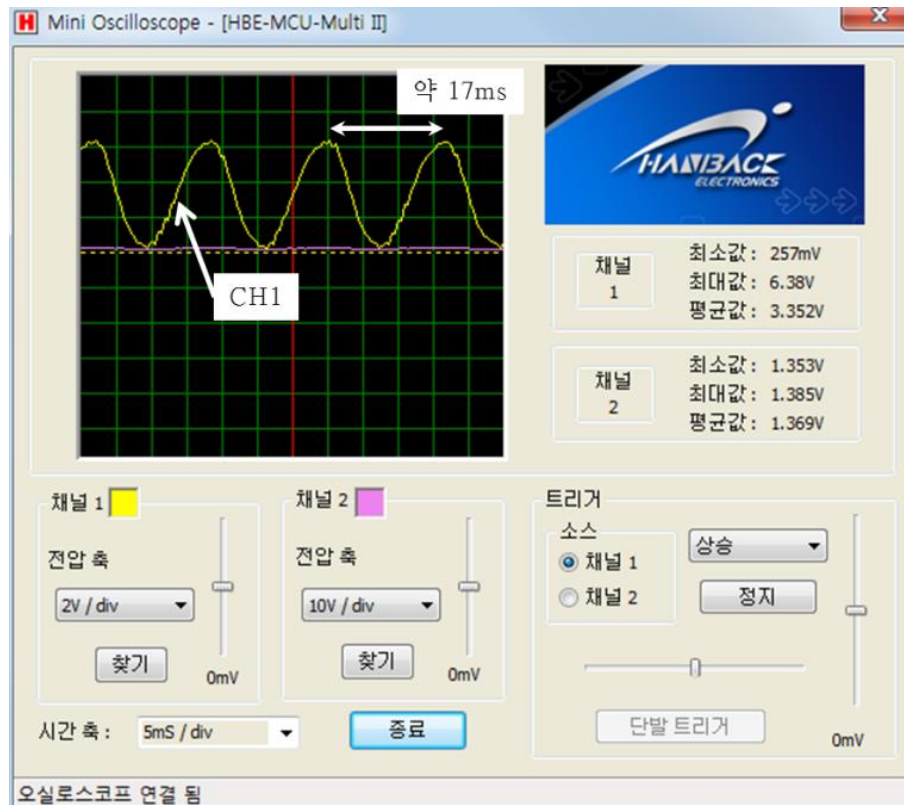 Mini Oscilloscope - [HBE-MCU-Multi II]
약 17ms
CH1
HANBACK
ELECTRONICS
채널
1
최소값 : 257mV
최대값 : 6.38V
평균값 : 3.352V
채널
2
최소값 : 1.353V
최대값 : 1.385V
평균값 : 1.369V
채널 1
전압 축
2V / div
찾기
0mV
채널 2
전압 축
10V / div
찾기
0mV
트리거
소스
채널 1
채널 2
상승
정지
단발 트리거
0mV
시간 축 :
5mS / div
종료
오실로스코프 연결 됨